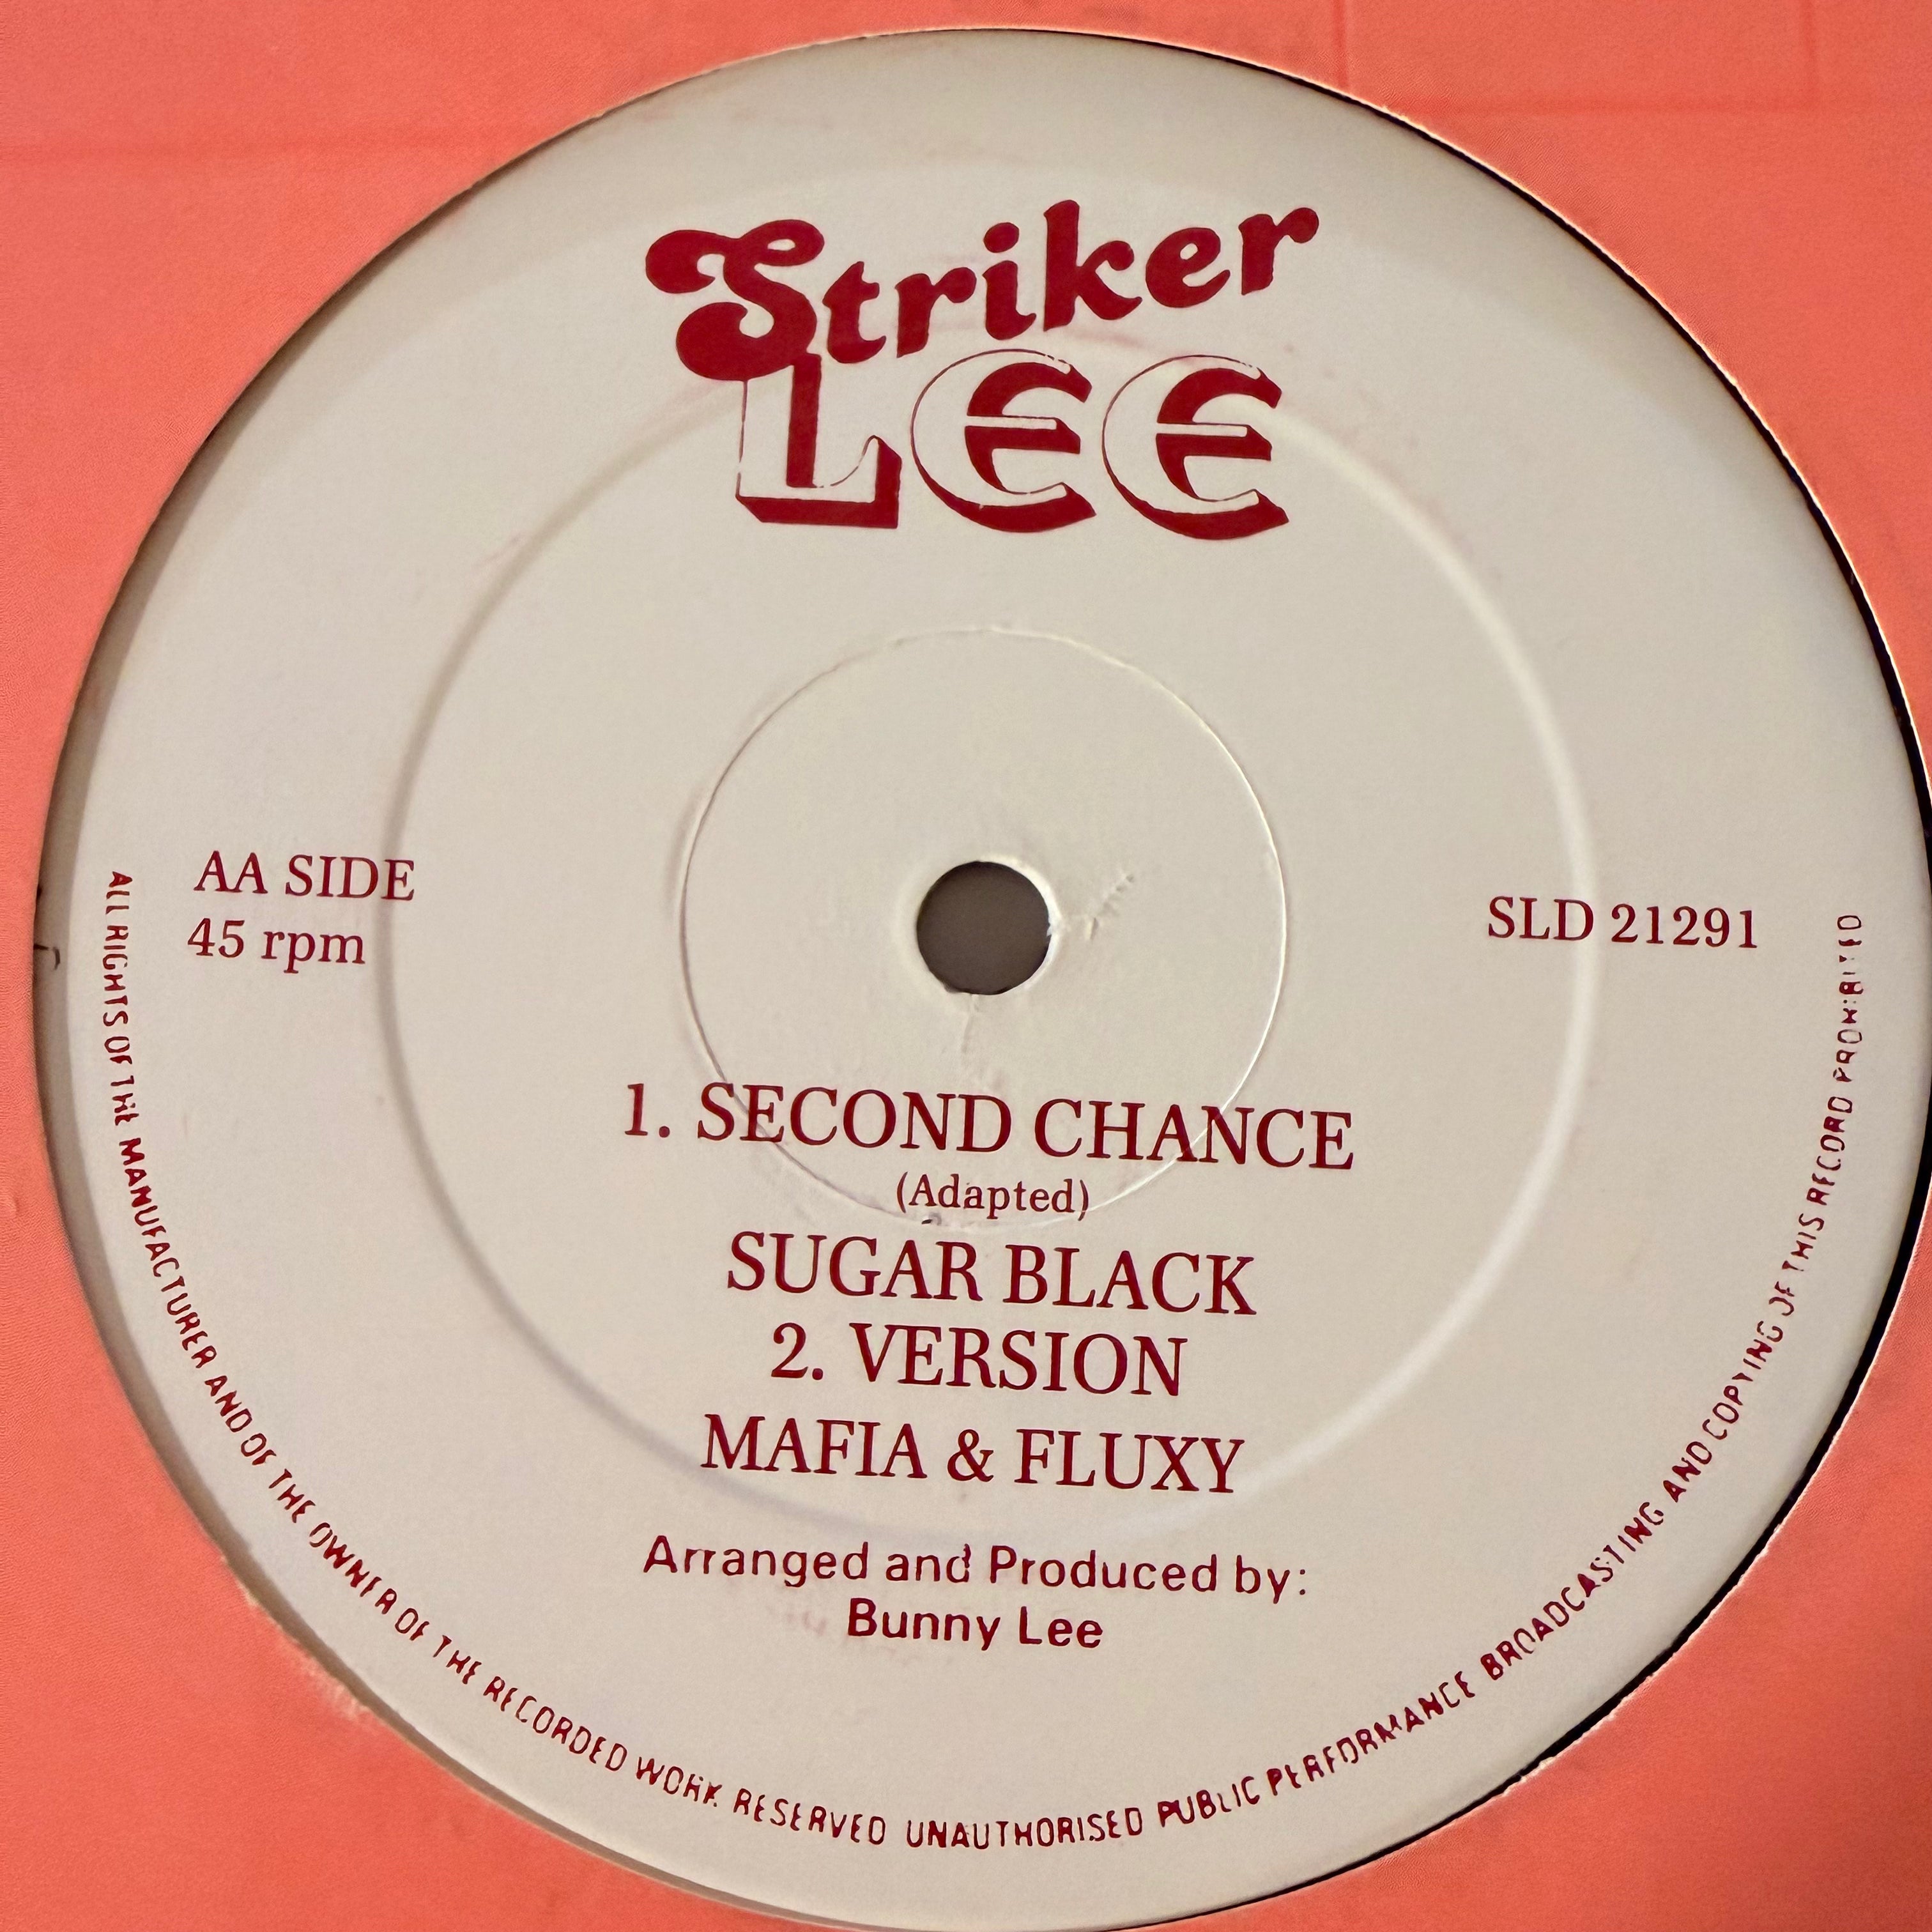 Striker
LEE
AA SIDE
45 rpm
SLD 21291
1. SECOND CHANCE
(Adapted)
SUGAR BLACK
2. VERSION
MAFIA & FLUXY
Arranged and Produced by:
Bunny Lee
ALL RIGHTS OF THE MANUFACTURER AND OF THE OWNER OF THE RECORDED WORK RESERVED UNAUTHORISED PUBLIC PERFORMANCE BROADCASTING AND COPYING OF THIS RECORD PROHIBITED